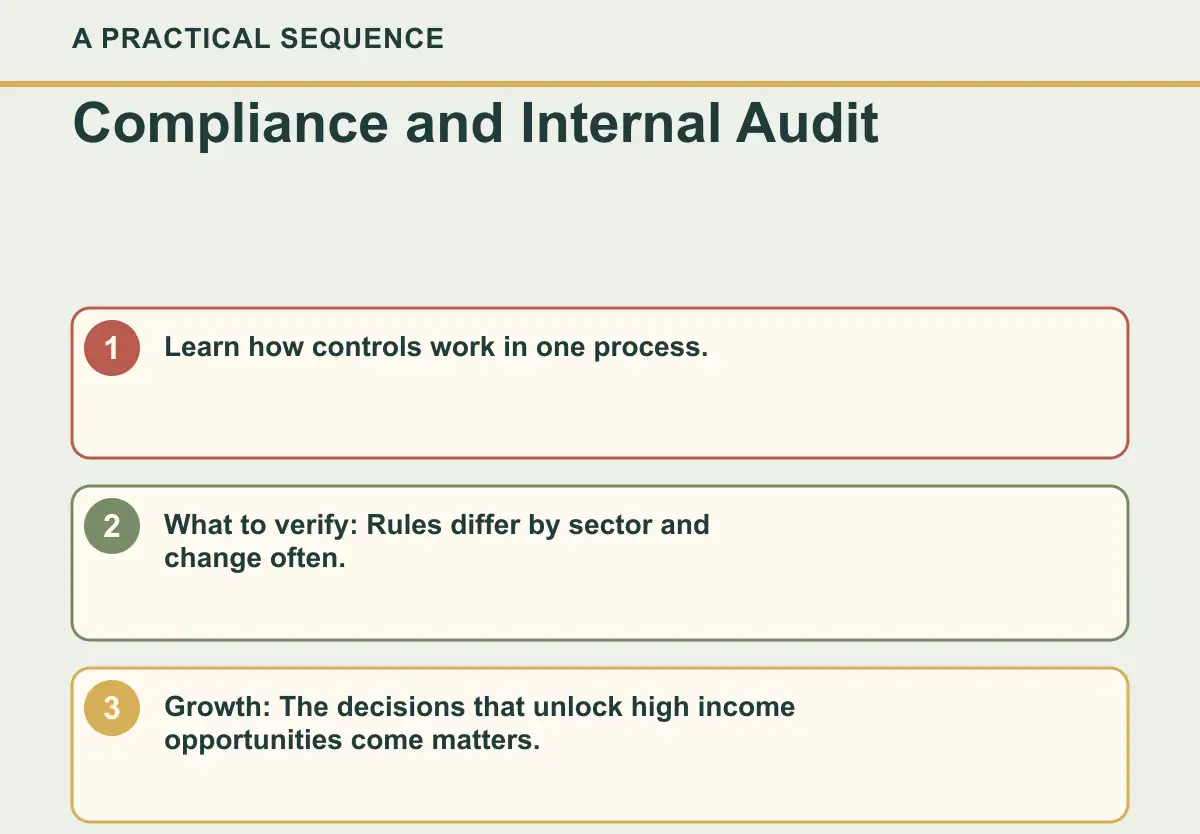 A PRACTICAL SEQUENCE
Compliance and Internal Audit
1
Learn how controls work in one process.
2
What to verify: Rules differ by sector and
change often.
3
Growth: The decisions that unlock high income
opportunities come matters.